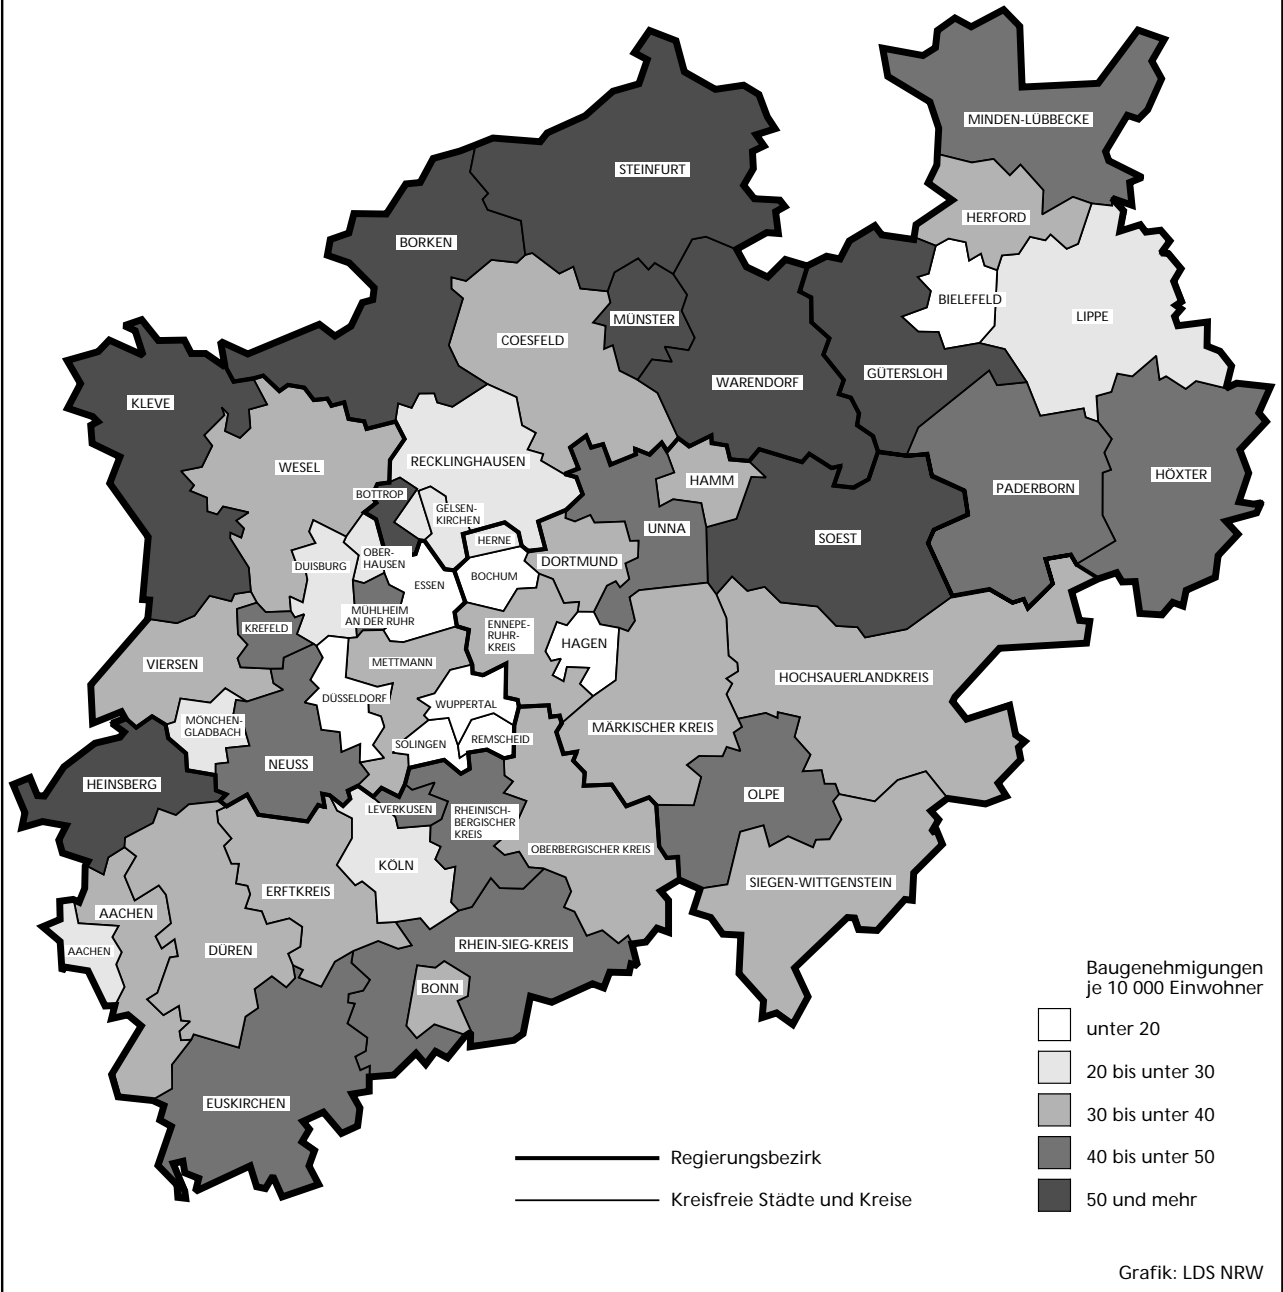 MINDEN-LÜBBECKE
STEINFURT
HERFORD
BORKEN
BIELEFELD
LIPPE
MÜNSTER
COESFELD
GÜTERSLOH
WARENDORF
KLEVE
RECKLINGHAUSEN
WESEL
HÖXTER
HAMM
PADERBORN
BOTTROP
GELSEN-
KIRCHEN
UNNA
SOEST
HERNE
OBER-
HAUSEN
DORTMUND
DUISBURG
BOCHUM
ESSEN
MÜHLHEIM
AN DER RUHR
KREFELD
ENNEPE-
RUHR-
KREIS
HAGEN
VIERSEN
METTMANN
HOCHSAUERLANDKREIS
DÜSSELDORF
WUPPERTAL
MÖNCHEN-
GLADBACH
MÄRKISCHER KREIS
SOLINGEN
REMSCHEID
NEUSS
HEINSBERG
OLPE
LEVERKUSEN
RHEINISCH-
BERGISCHER
KREIS
OBERBERGISCHER KREIS
KÖLN
SIEGEN-WITTGENSTEIN
ERFTKREIS
AACHEN
RHEIN-SIEG-KREIS
DÜREN
AACHEN
BONN
EUSKIRCHEN
Baugenehmigungen
je 10 000 Einwohner
unter 20
20 bis unter 30
30 bis unter 40
40 bis unter 50
50 und mehr
Regierungsbezirk
Kreisfreie Städte und Kreise
Grafik: LDS NRW